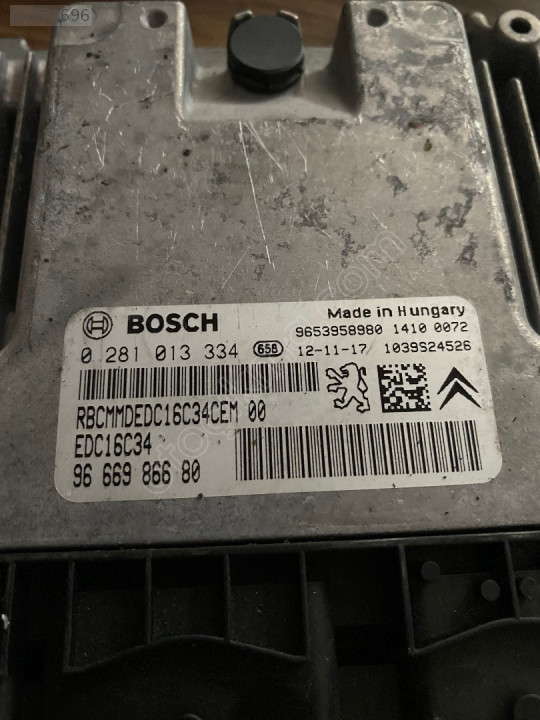 696
BOSCH
Made in Hungary
9653958980 1410 0072
0 281 013 334 658 12-11-17 1039S24526
RBCMMDEDC16C34CEM 00
EDC16C34
96 669 866 80